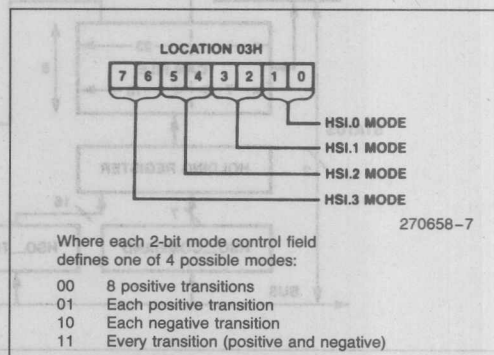 LOCATION 03H
7 6 5 4 3 2 1 0
HSI.0 MODE
HSI.1 MODE
HSI.2 MODE
HSI.3 MODE
270658–7
Where each 2-bit mode control field
defines one of 4 possible modes:
00 8 positive transitions
01 Each positive transition
10 Each negative transition
11 Every transition (positive and negative)